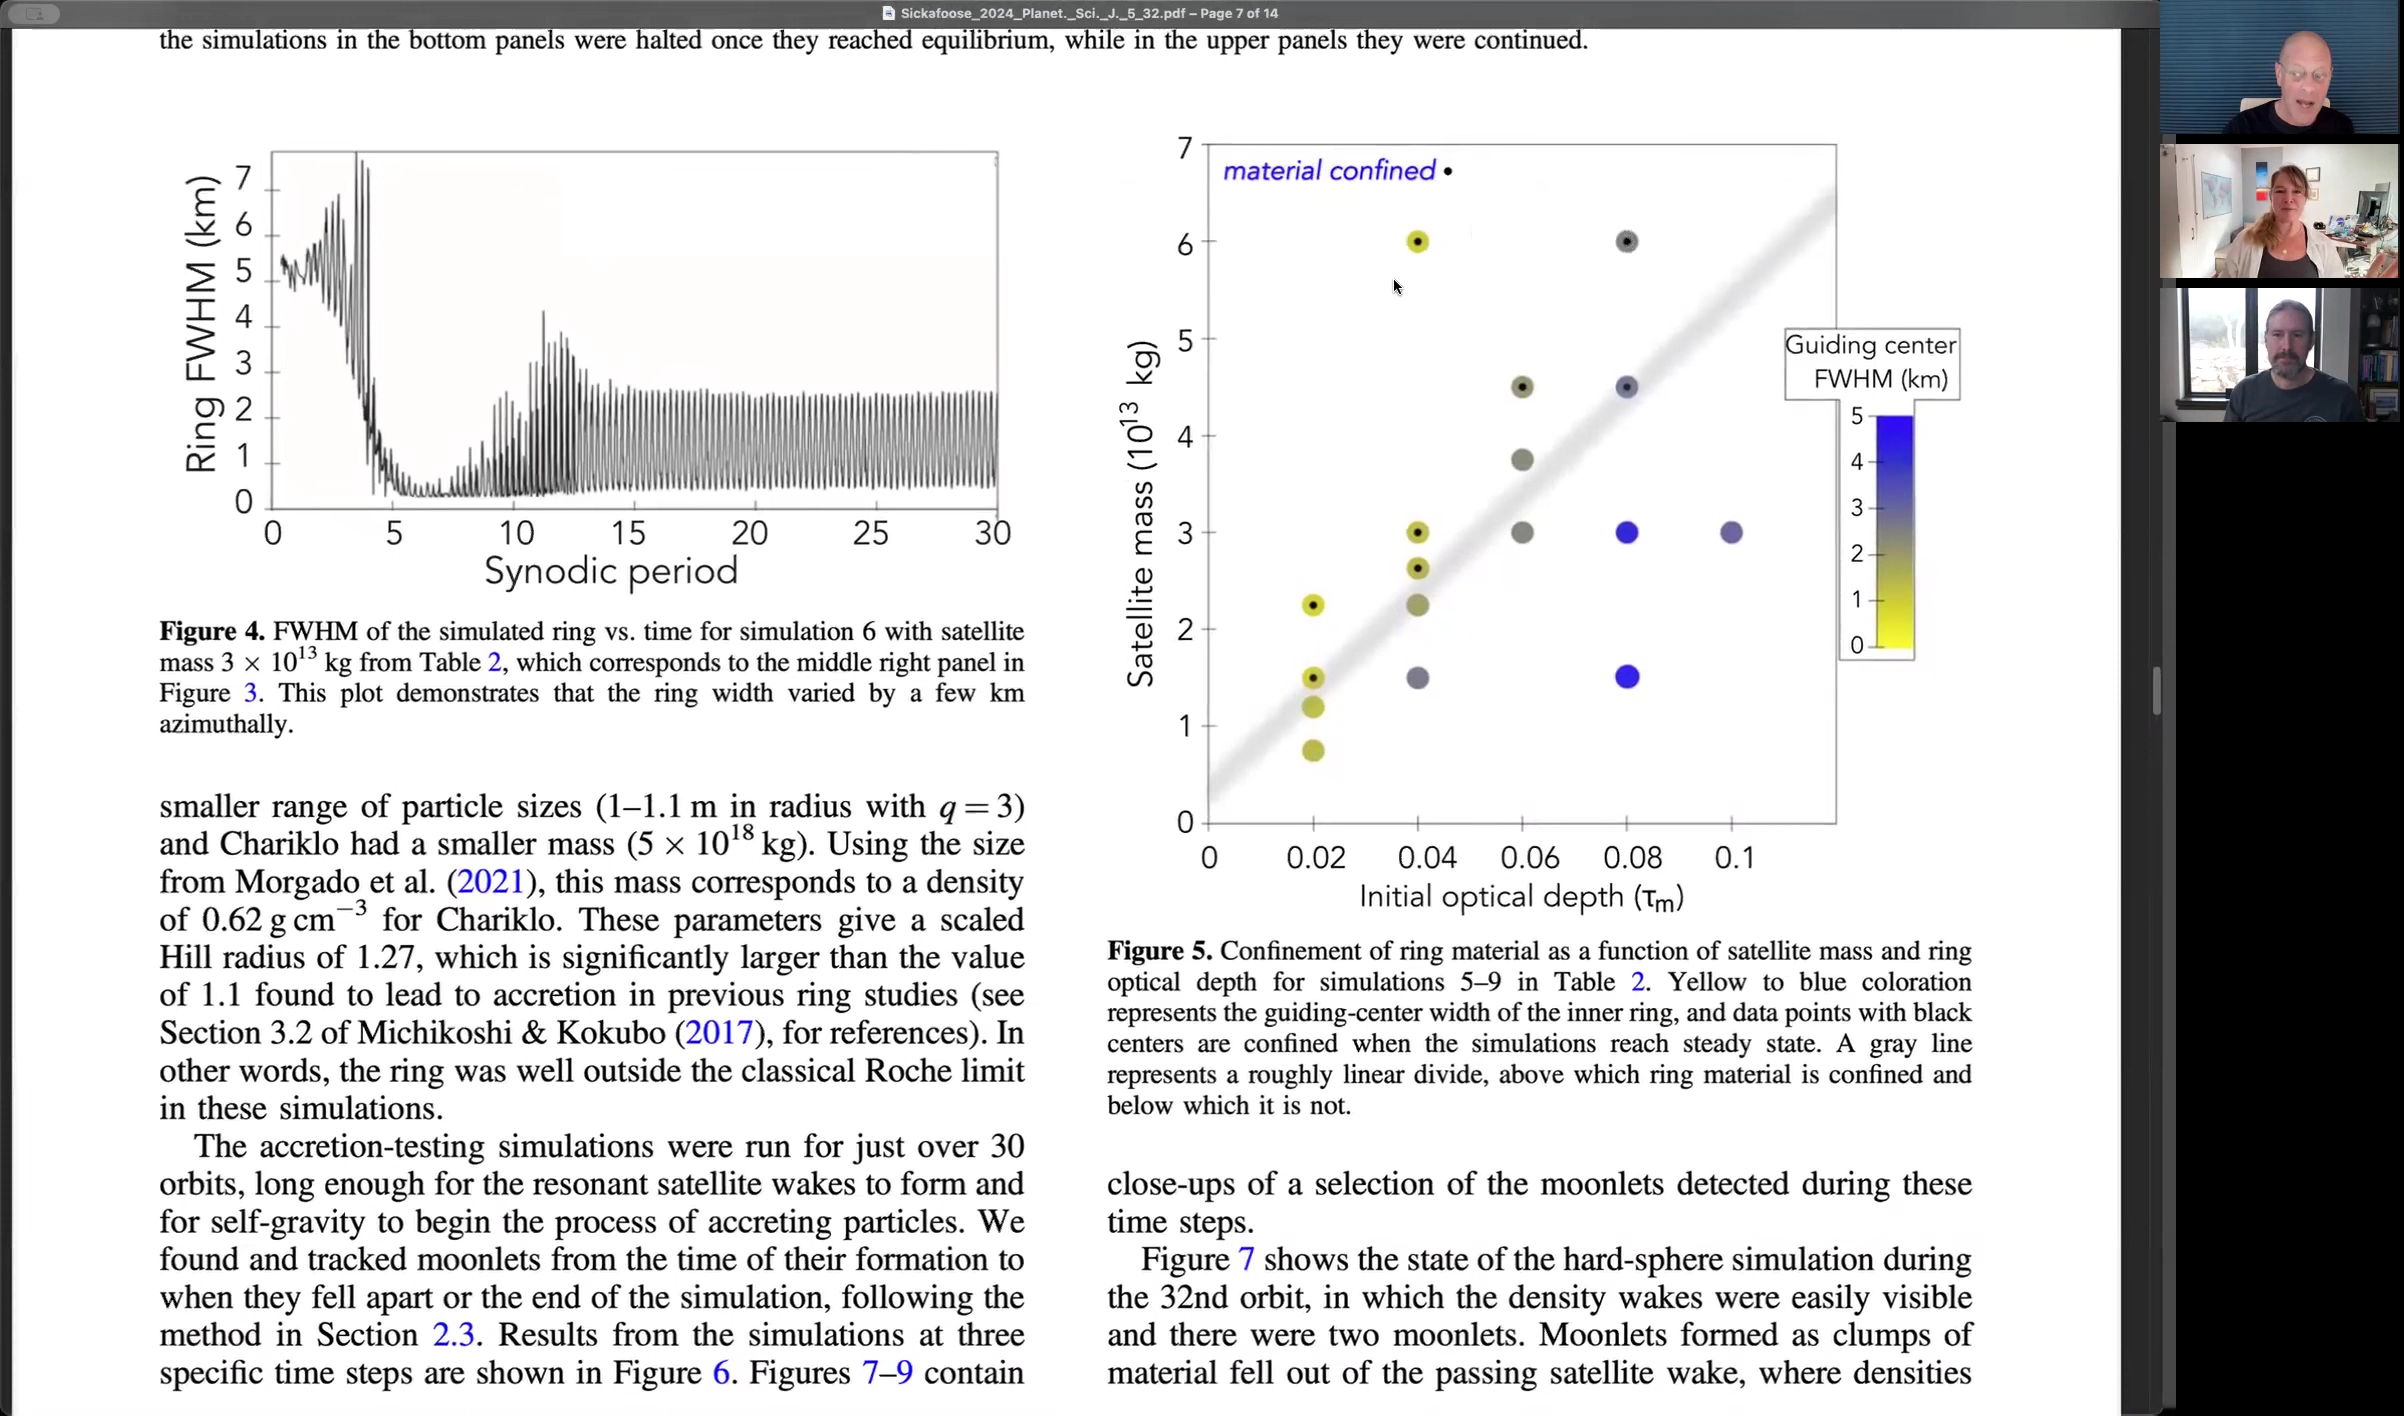 Sickafoose_2024_Planet._Sci._J._5_32.pdf – Page 7 of 14
the simulations in the bottom panels were halted once they reached equilibrium, while in the upper panels they were continued.
Ring FWHM (km)
7
6
5
4
3
2
1
0
0 5 10 15 20 25 30
Synodic period
Figure 4. FWHM of the simulated ring vs. time for simulation 6 with satellite
mass 3 × 10¹³ kg from Table 2, which corresponds to the middle right panel in
Figure 3. This plot demonstrates that the ring width varied by a few km
azimuthally.
smaller range of particle sizes (1–1.1 m in radius with q = 3)
and Chariklo had a smaller mass (5 × 10¹⁸ kg). Using the size
from Morgado et al. (2021), this mass corresponds to a density
of 0.62 g cm⁻³ for Chariklo. These parameters give a scaled
Hill radius of 1.27, which is significantly larger than the value
of 1.1 found to lead to accretion in previous ring studies (see
Section 3.2 of Michikoshi & Kokubo (2017), for references). In
other words, the ring was well outside the classical Roche limit
in these simulations.
The accretion-testing simulations were run for just over 30
orbits, long enough for the resonant satellite wakes to form and
for self-gravity to begin the process of accreting particles. We
found and tracked moonlets from the time of their formation to
when they fell apart or the end of the simulation, following the
method in Section 2.3. Results from the simulations at three
specific time steps are shown in Figure 6. Figures 7–9 contain
Satellite mass (10¹³ kg)
7
6
5
4
3
2
1
0
material confined •
0 0.02 0.04 0.06 0.08 0.1
Initial optical depth (τm)
Guiding center
FWHM (km)
5
4
3
2
1
0
Figure 5. Confinement of ring material as a function of satellite mass and ring
optical depth for simulations 5–9 in Table 2. Yellow to blue coloration
represents the guiding-center width of the inner ring, and data points with black
centers are confined when the simulations reach steady state. A gray line
represents a roughly linear divide, above which ring material is confined and
below which it is not.
close-ups of a selection of the moonlets detected during these
time steps.
Figure 7 shows the state of the hard-sphere simulation during
the 32nd orbit, in which the density wakes were easily visible
and there were two moonlets. Moonlets formed as clumps of
material fell out of the passing satellite wake, where densities